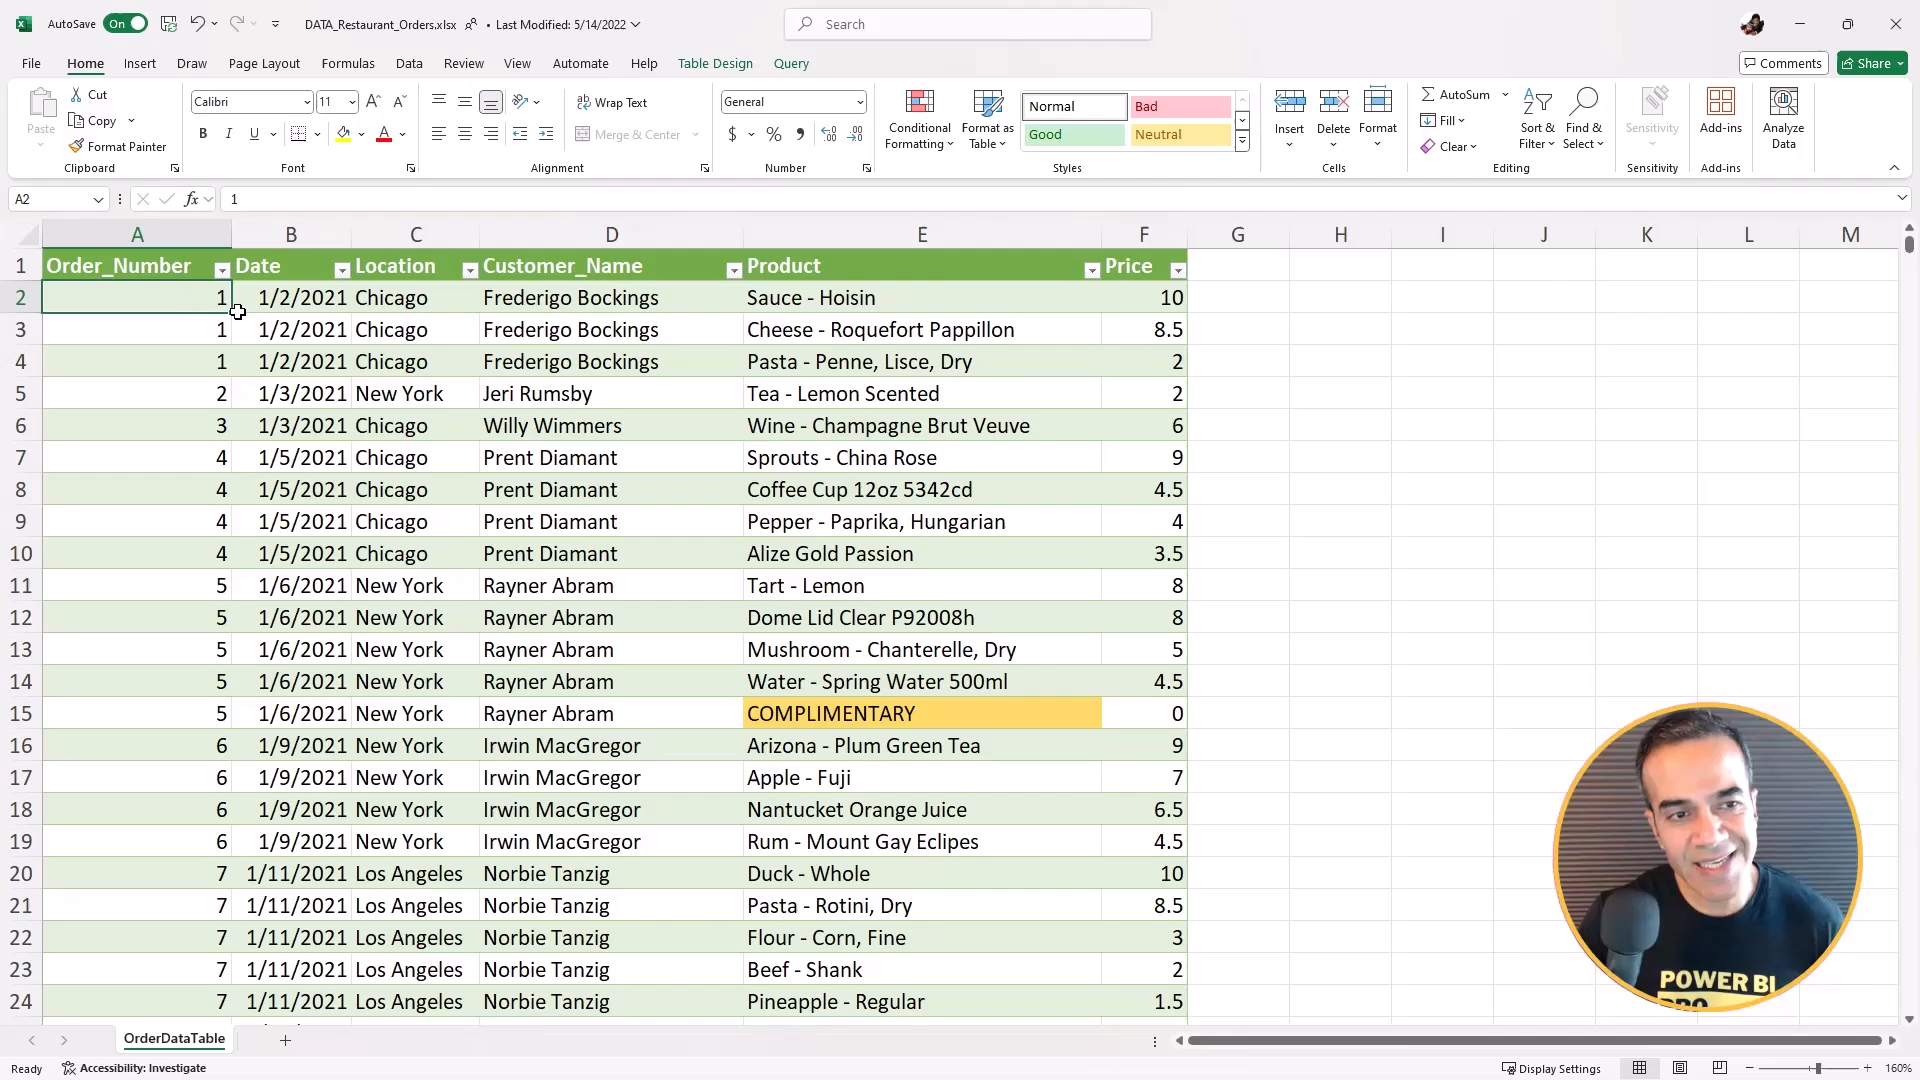 AutoSave On DATA_Restaurant_Orders.xlsx • Last Modified: 5/14/2022 Search
File Home Insert Draw Page Layout Formulas Data Review View Automate Help Table Design Query Comments Share
Paste Cut Copy Format Painter Clipboard
Calibri 11 B I U Font
Wrap Text Merge & Center Alignment
General $ % Number
Conditional Formatting Format as Table Normal Bad Good Neutral Styles
Insert Delete Format Cells
AutoSum Fill Clear Sort & Filter Find & Select Editing
Sensitivity Sensitivity
Add-ins Add-ins
Analyze Data
A2 fx 1
A B C D E F G H I J K L M
1 Order_Number Date Location Customer_Name Product Price
2 1 1/2/2021 Chicago Frederigo Bockings Sauce - Hoisin 10
3 1 1/2/2021 Chicago Frederigo Bockings Cheese - Roquefort Pappillon 8.5
4 1 1/2/2021 Chicago Frederigo Bockings Pasta - Penne, Lisce, Dry 2
5 2 1/3/2021 New York Jeri Rumsby Tea - Lemon Scented 2
6 3 1/3/2021 Chicago Willy Wimmers Wine - Champagne Brut Veuve 6
7 4 1/5/2021 Chicago Prent Diamant Sprouts - China Rose 9
8 4 1/5/2021 Chicago Prent Diamant Coffee Cup 12oz 5342cd 4.5
9 4 1/5/2021 Chicago Prent Diamant Pepper - Paprika, Hungarian 4
10 4 1/5/2021 Chicago Prent Diamant Alize Gold Passion 3.5
11 5 1/6/2021 New York Rayner Abram Tart - Lemon 8
12 5 1/6/2021 New York Rayner Abram Dome Lid Clear P92008h 8
13 5 1/6/2021 New York Rayner Abram Mushroom - Chanterelle, Dry 5
14 5 1/6/2021 New York Rayner Abram Water - Spring Water 500ml 4.5
15 5 1/6/2021 New York Rayner Abram COMPLIMENTARY 0
16 6 1/9/2021 New York Irwin MacGregor Arizona - Plum Green Tea 9
17 6 1/9/2021 New York Irwin MacGregor Apple - Fuji 7
18 6 1/9/2021 New York Irwin MacGregor Nantucket Orange Juice 6.5
19 6 1/9/2021 New York Irwin MacGregor Rum - Mount Gay Eclipes 4.5
20 7 1/11/2021 Los Angeles Norbie Tanzig Duck - Whole 10
21 7 1/11/2021 Los Angeles Norbie Tanzig Pasta - Rotini, Dry 8.5
22 7 1/11/2021 Los Angeles Norbie Tanzig Flour - Corn, Fine 3
23 7 1/11/2021 Los Angeles Norbie Tanzig Beef - Shank 2
24 7 1/11/2021 Los Angeles Norbie Tanzig Pineapple - Regular 1.5
POWER BI
PRO
OrderDataTable
Ready Accessibility: Investigate Display Settings 160%